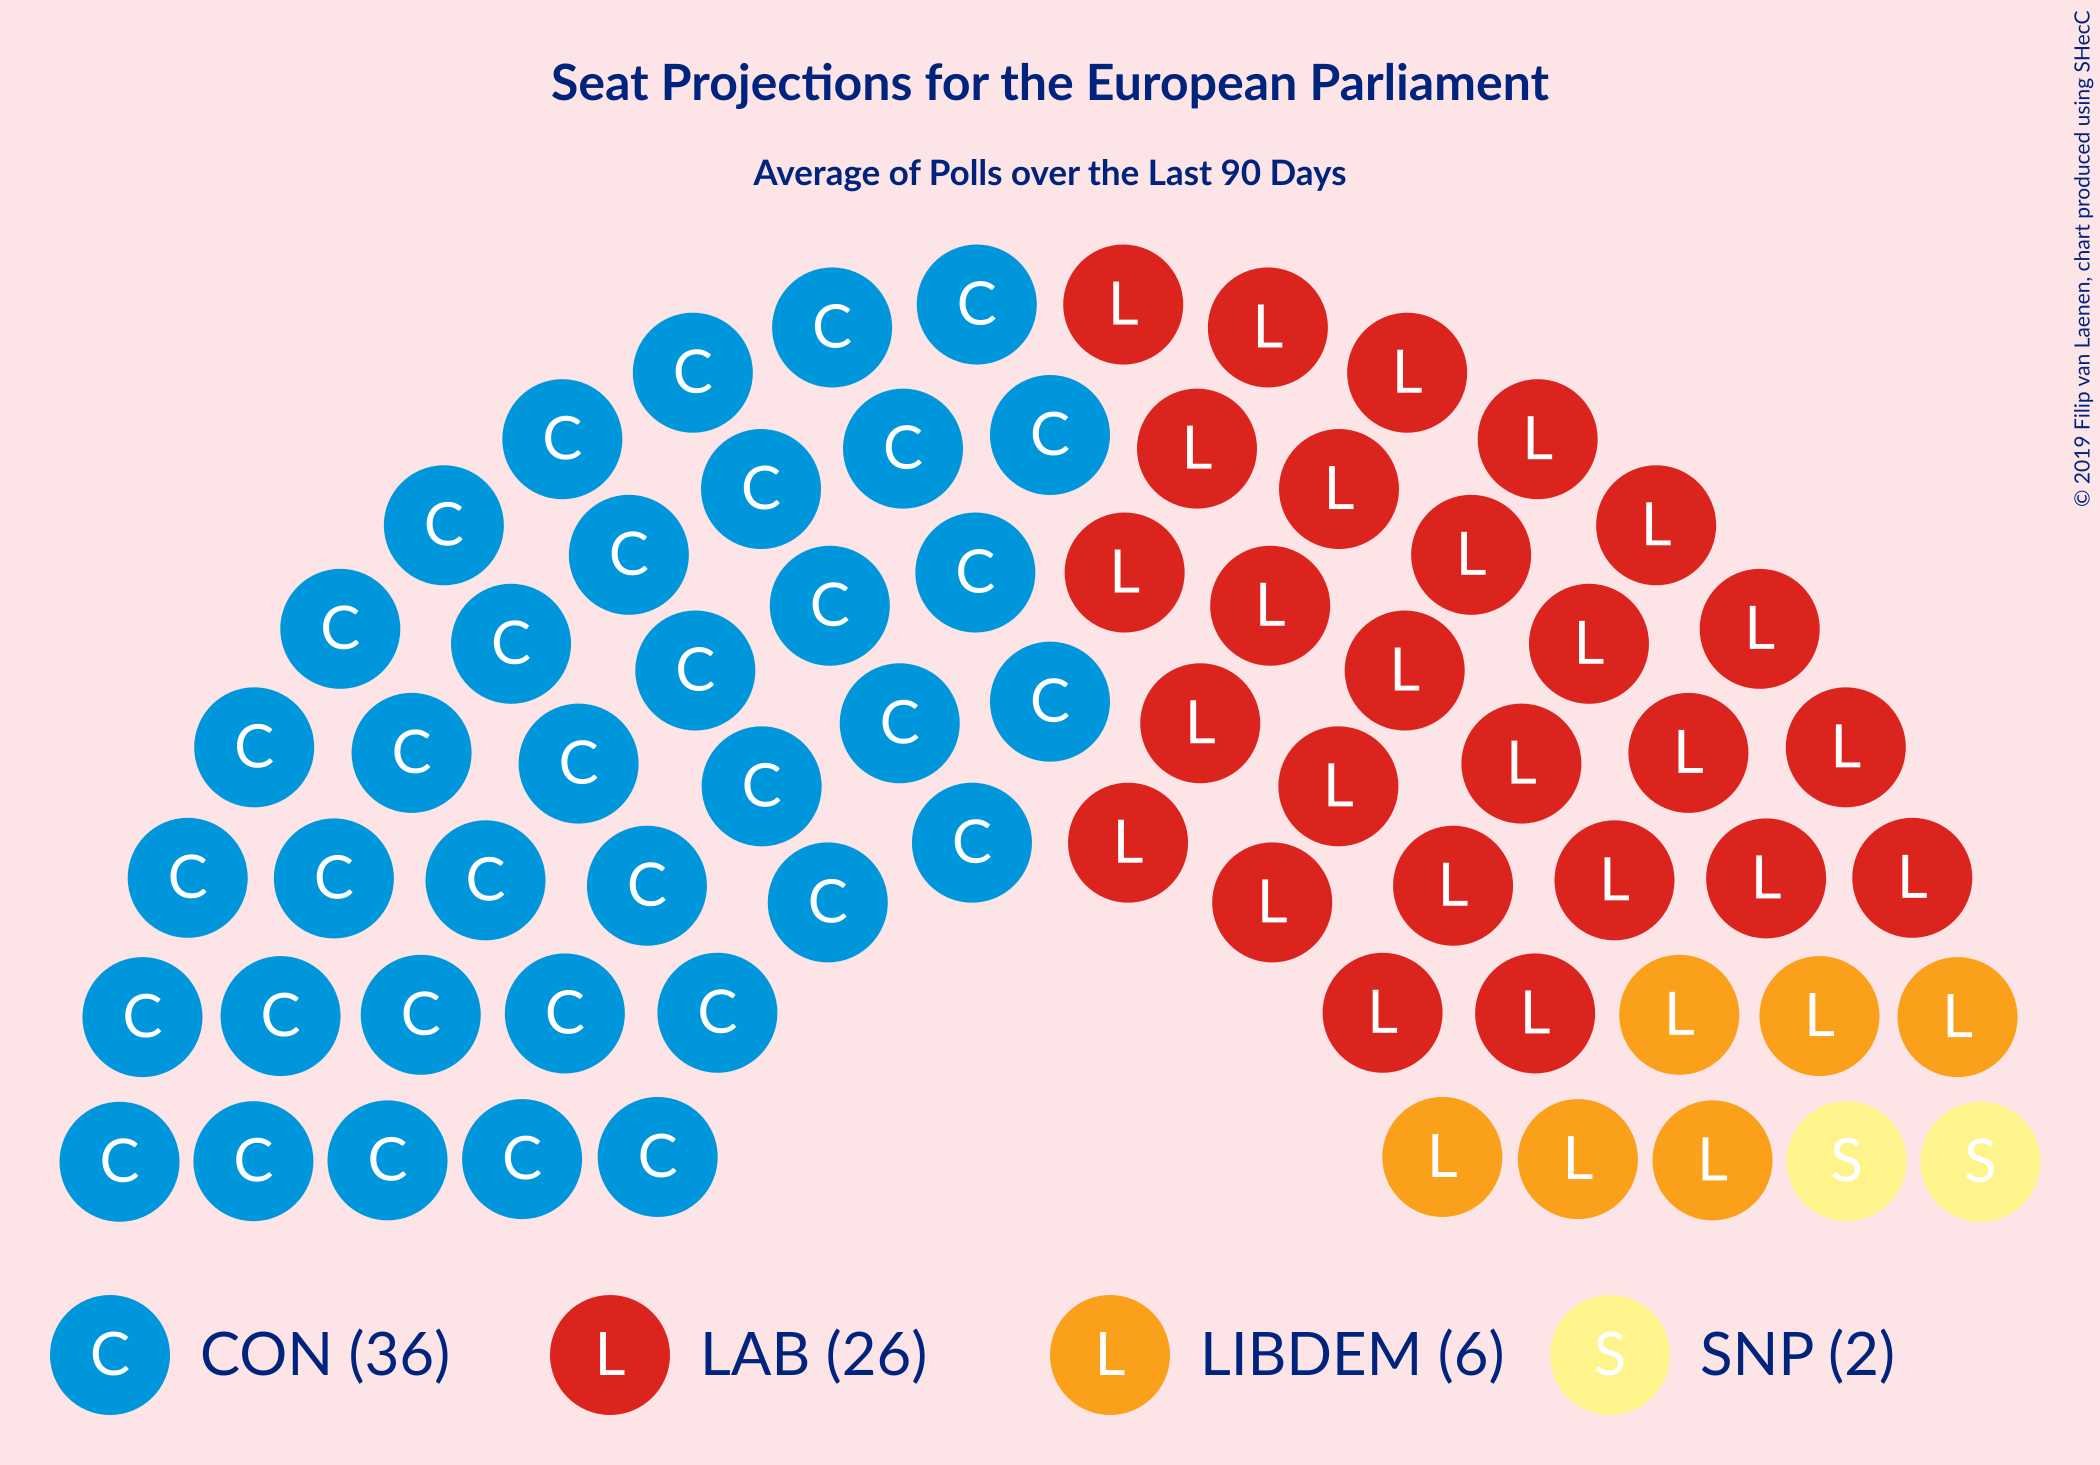 Seat Projections for the European Parliament
Average of Polls over the Last 90 Days
© 2019 Filip van Laenen, chart produced using SHecC
C L
C L
C L
C C L L
C L
C C L L
C L
C C L L
C C L L
C C L L
C L
C C L L
C C C L L L
C L
C L
C C C C L L L L
C L
C C C C C L L L L L
C C C C C L L L L S S
C CON (36) L LAB (26) L LIBDEM (6) S SNP (2)